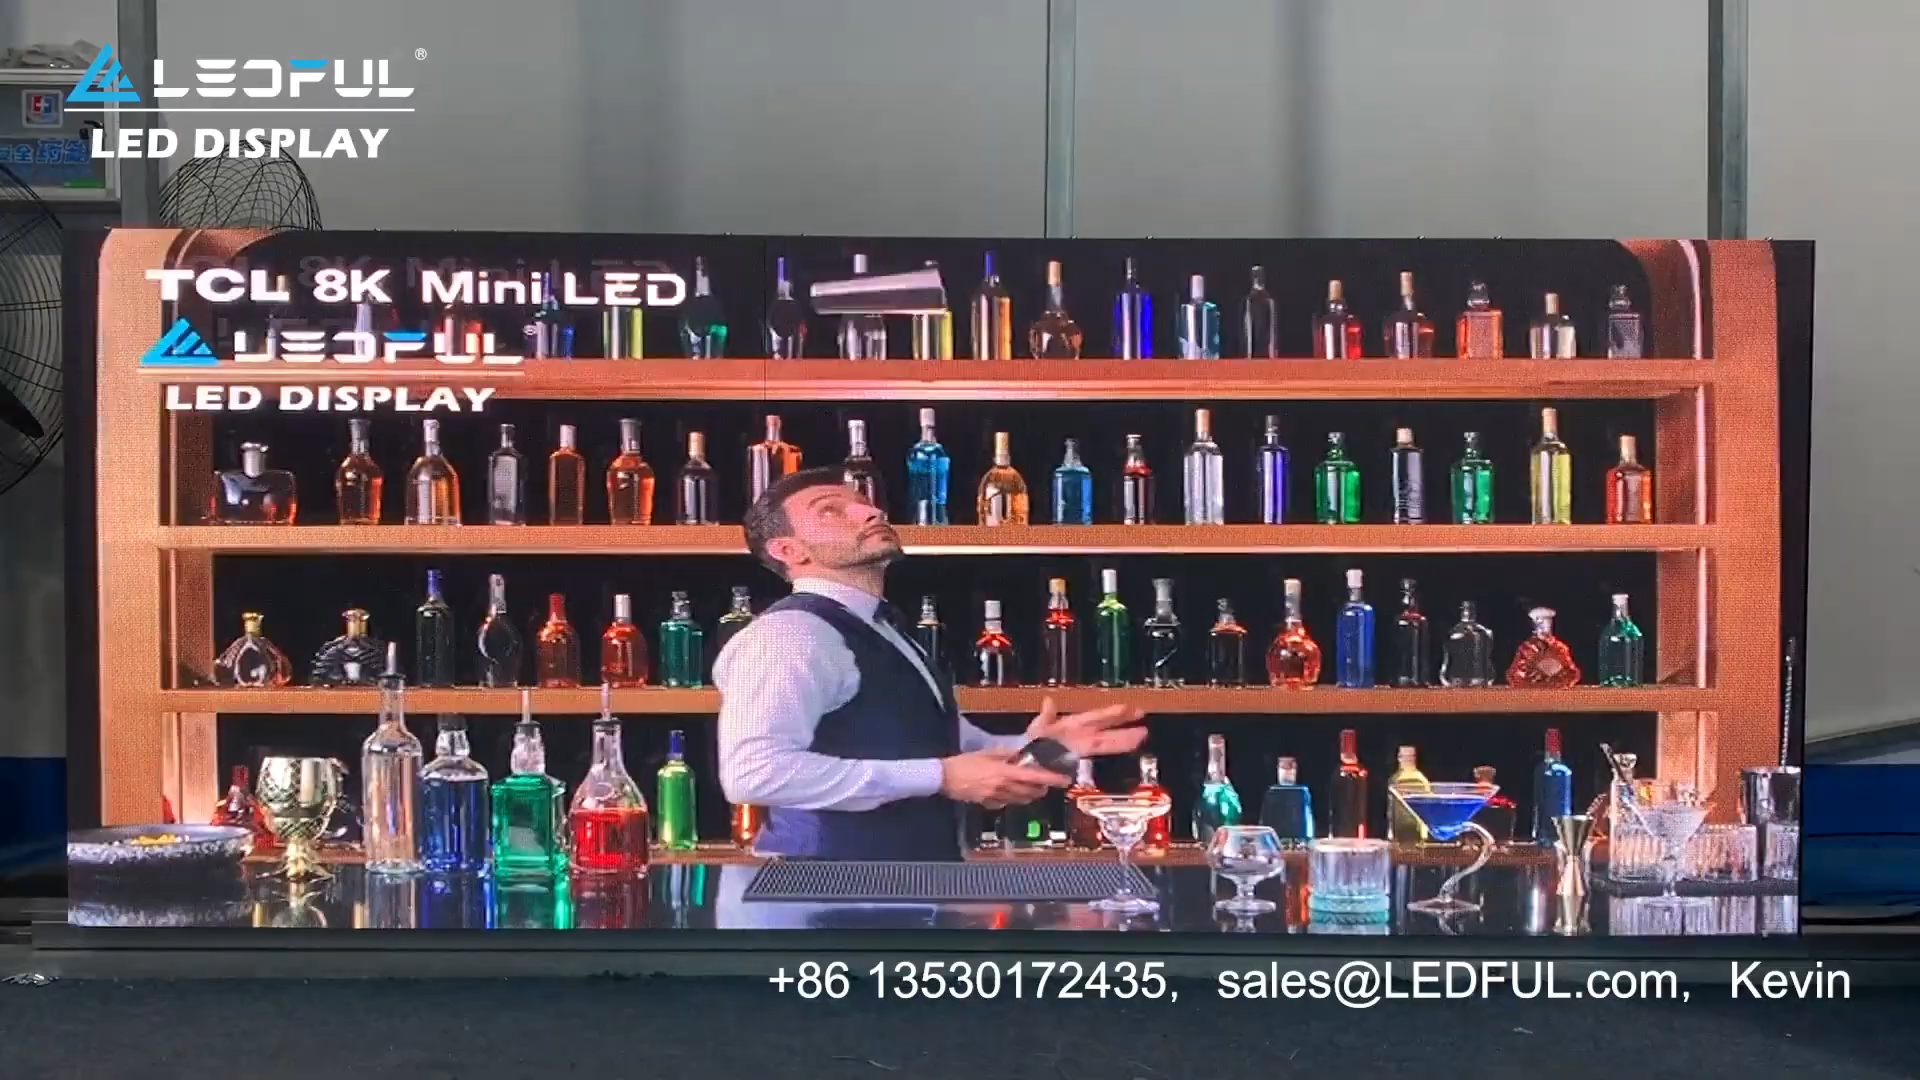 LEDFUL®
LED DISPLAY
TCL 8K Mini LED
LEDFUL®
LED DISPLAY
+86 13530172435, sales@LEDFUL.com, Kevin